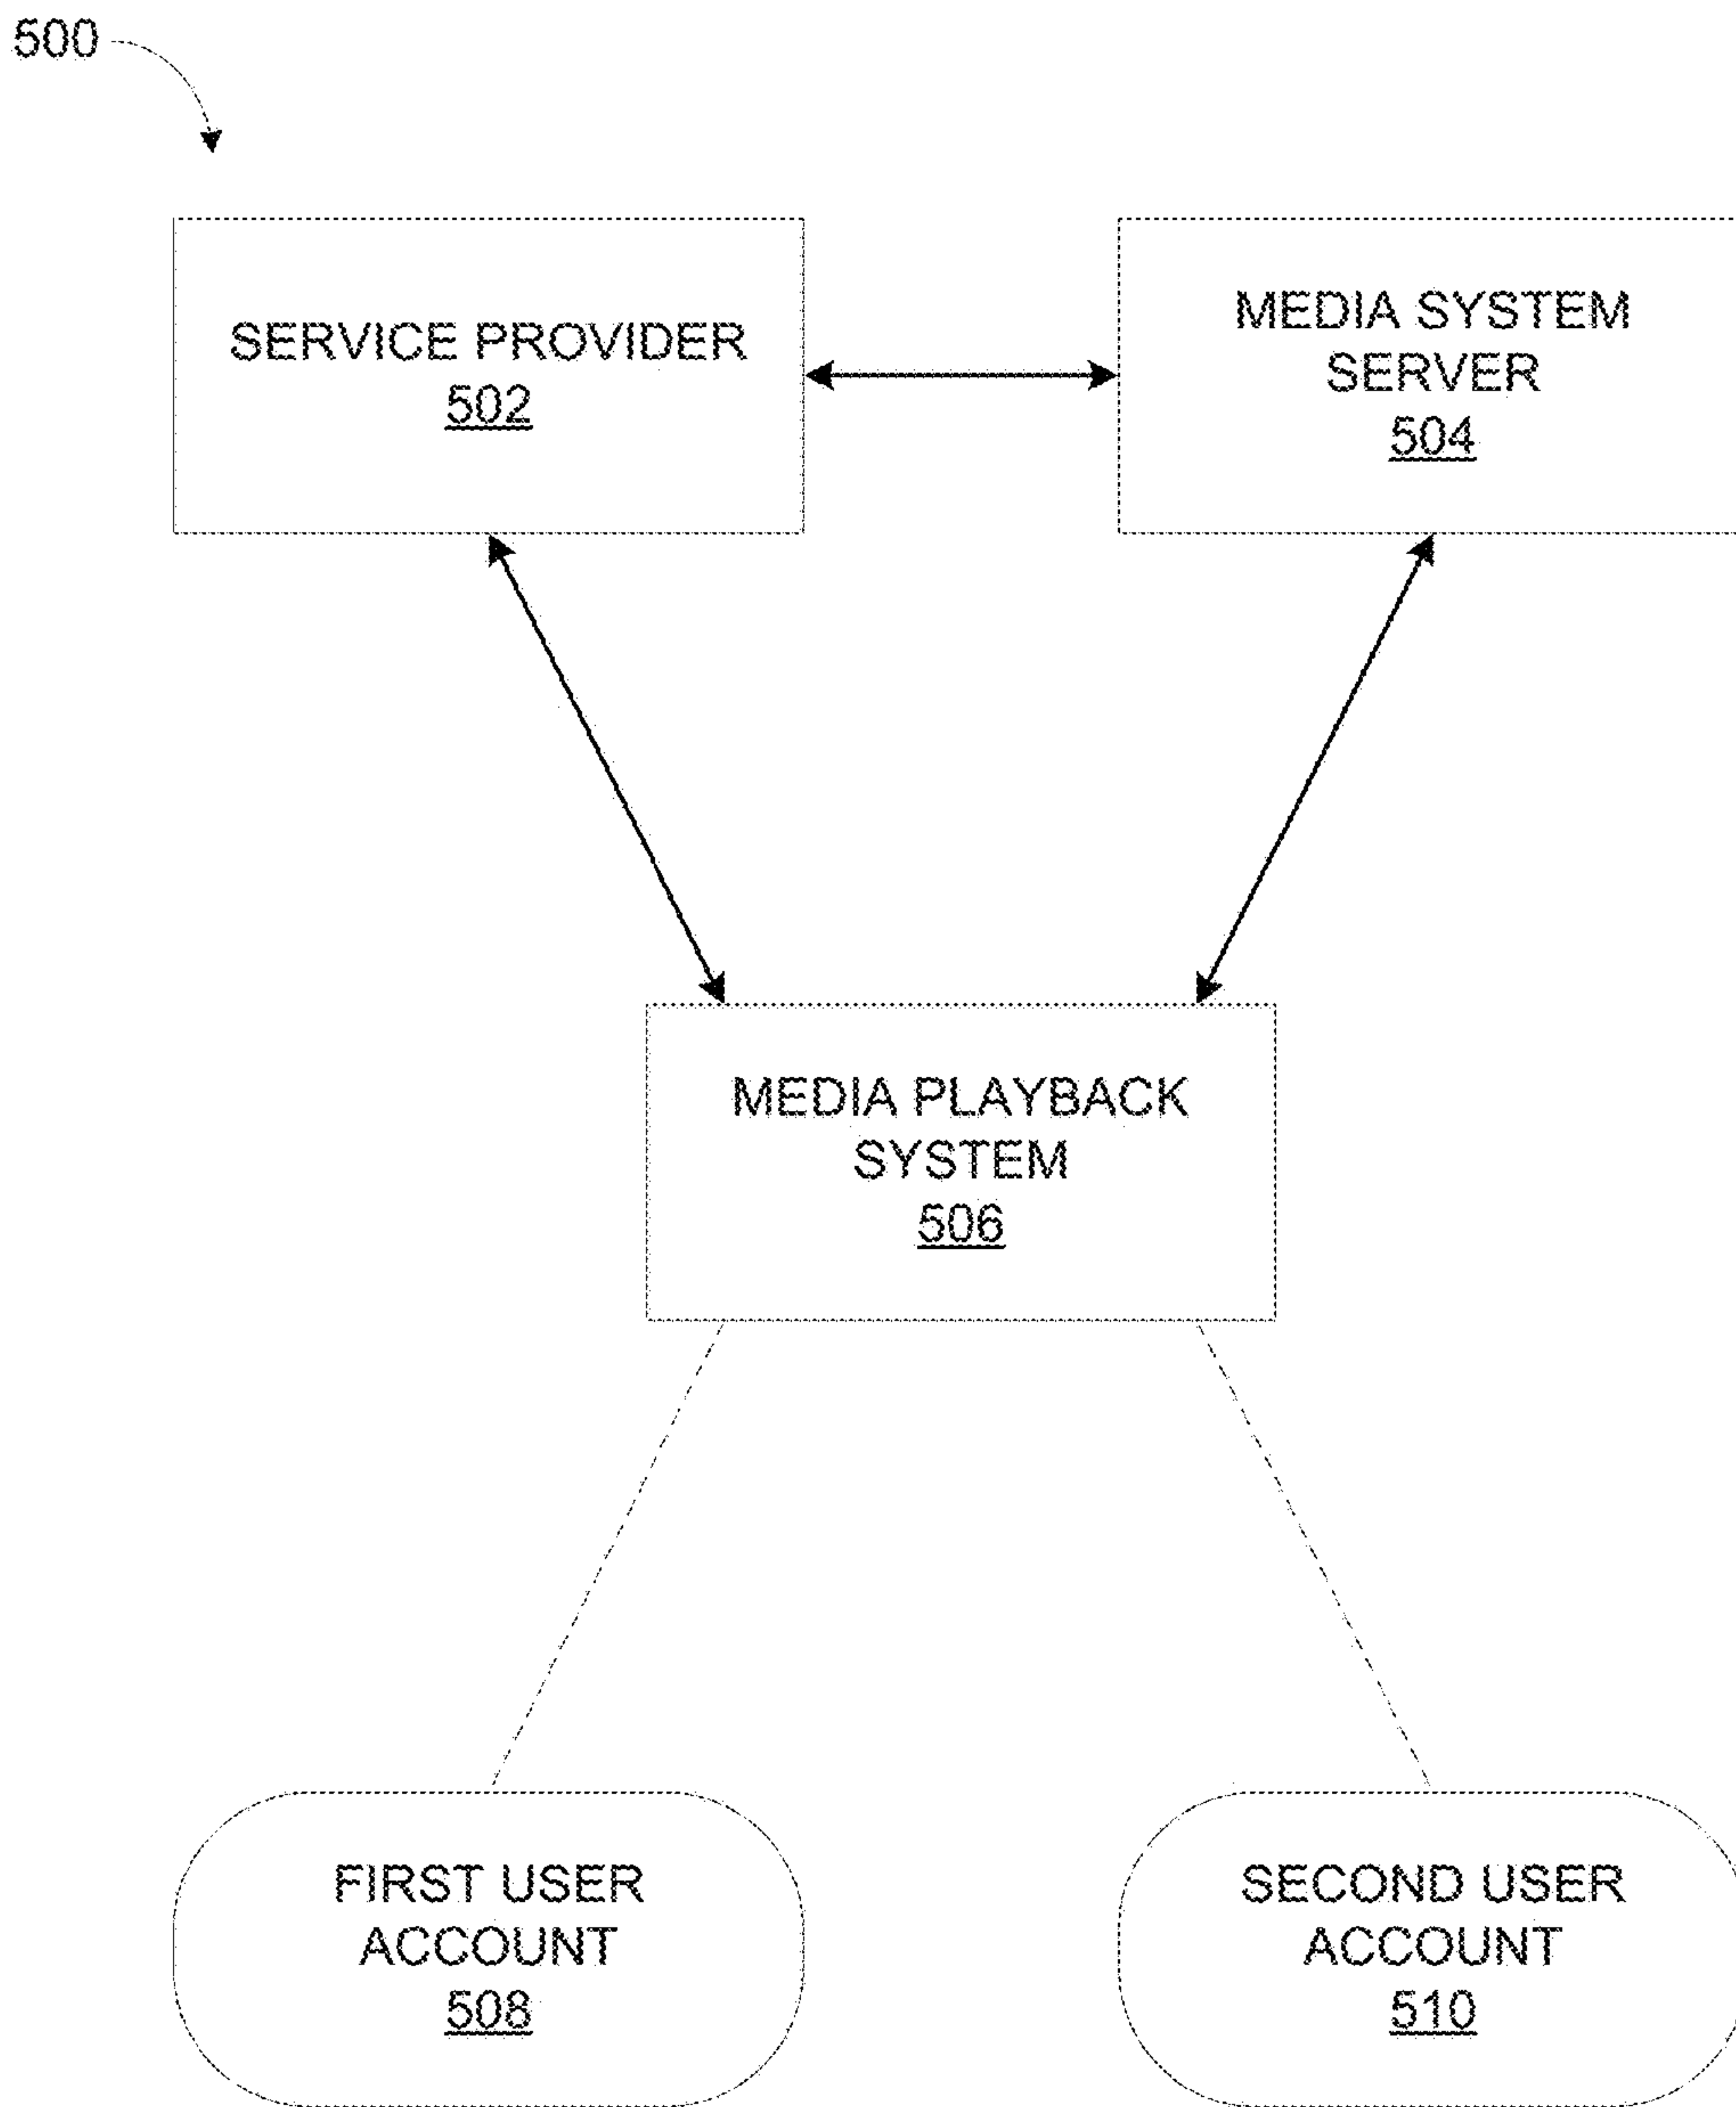 500
SERVICE PROVIDER
502
MEDIA SYSTEM
SERVER
504
MEDIA PLAYBACK
SYSTEM
506
FIRST USER
ACCOUNT
508
SECOND USER
ACCOUNT
510